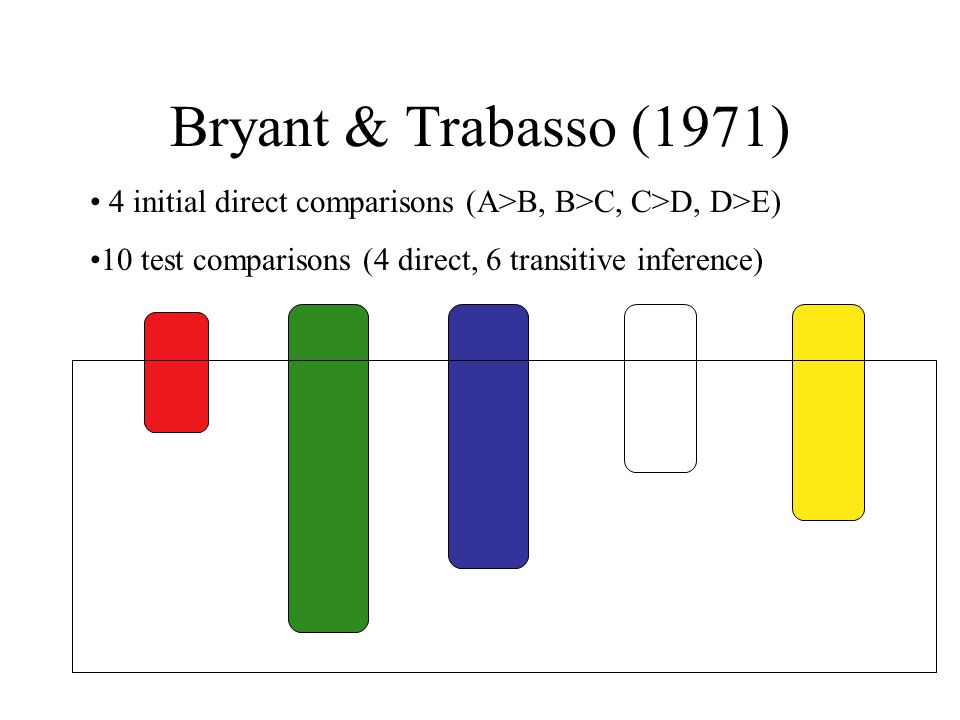 Bryant & Trabasso (1971)
• 4 initial direct comparisons (A>B, B>C, C>D, D>E)
•10 test comparisons (4 direct, 6 transitive inference)